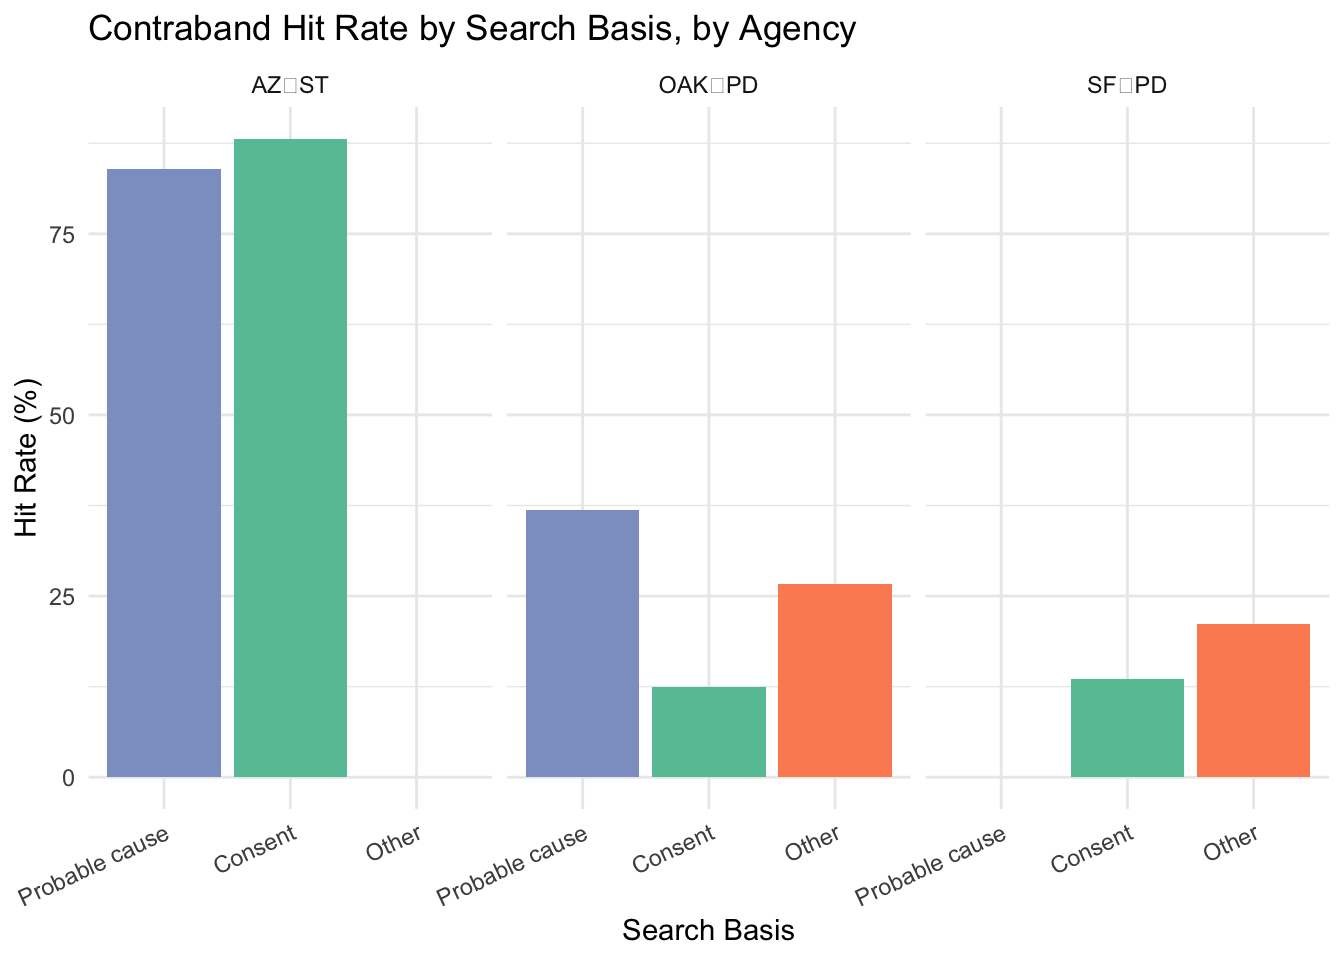 Contraband Hit Rate by Search Basis, by Agency
AZ□ST
OAK□PD
SF□PD
Hit Rate (%)
75
50
25
0
Probable cause
Consent
Other
Probable cause
Consent
Other
Probable cause
Consent
Other
Search Basis